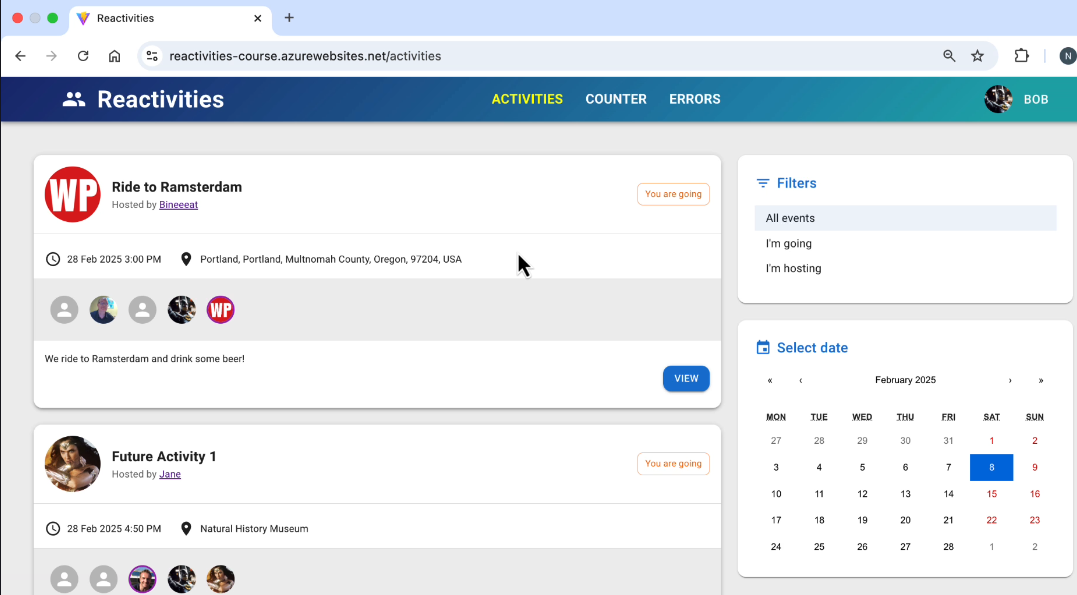 Reactivities
reactivities-course.azurewebsites.net/activities
N
Reactivities
ACTIVITIES COUNTER ERRORS
BOB
WP
Ride to Ramsterdam
Hosted by Bineeeat
You are going
28 Feb 2025 3:00 PM
Portland, Portland, Multnomah County, Oregon, 97204, USA
WP
We ride to Ramsterdam and drink some beer!
VIEW
Future Activity 1
Hosted by Jane
You are going
28 Feb 2025 4:50 PM
Natural History Museum
Filters
All events
I'm going
I'm hosting
Select date
« ‹ February 2025 › »
MON TUE WED THU FRI SAT SUN
27 28 29 30 31 1 2
3 4 5 6 7 8 9
10 11 12 13 14 15 16
17 18 19 20 21 22 23
24 25 26 27 28 1 2